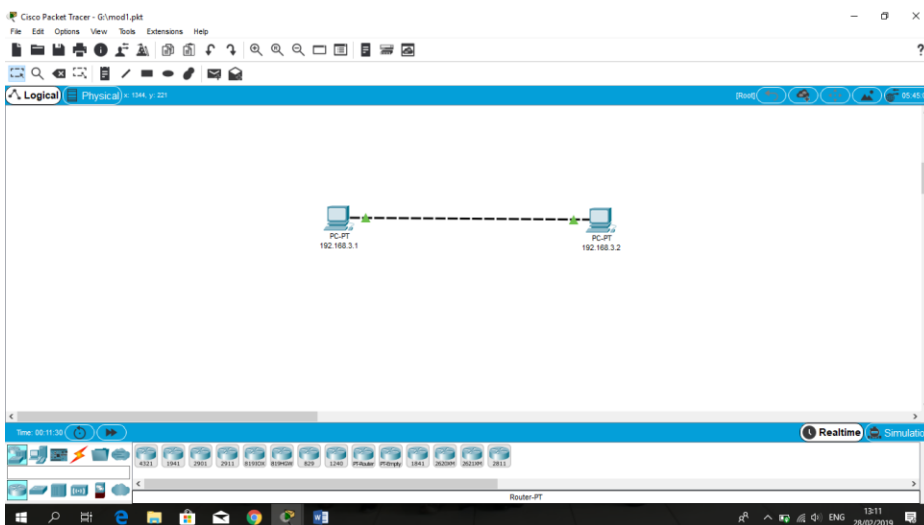 Cisco Packet Tracer - G:\mod1.pkt
File Edit Options View Tools Extensions Help
?
Logical Physical x: 1344, y: 221 [Root] 05:45:
PC-PT
192.168.3.1
PC-PT
192.168.3.2
Time: 00:11:30 Realtime Simulatio
4321 1941 2901 2911 819IOX 819HGW 829 1240 PT-Router PT-Empty 1841 2620XM 2621XM 2811
Router-PT
ENG 13:11
28/02/2019